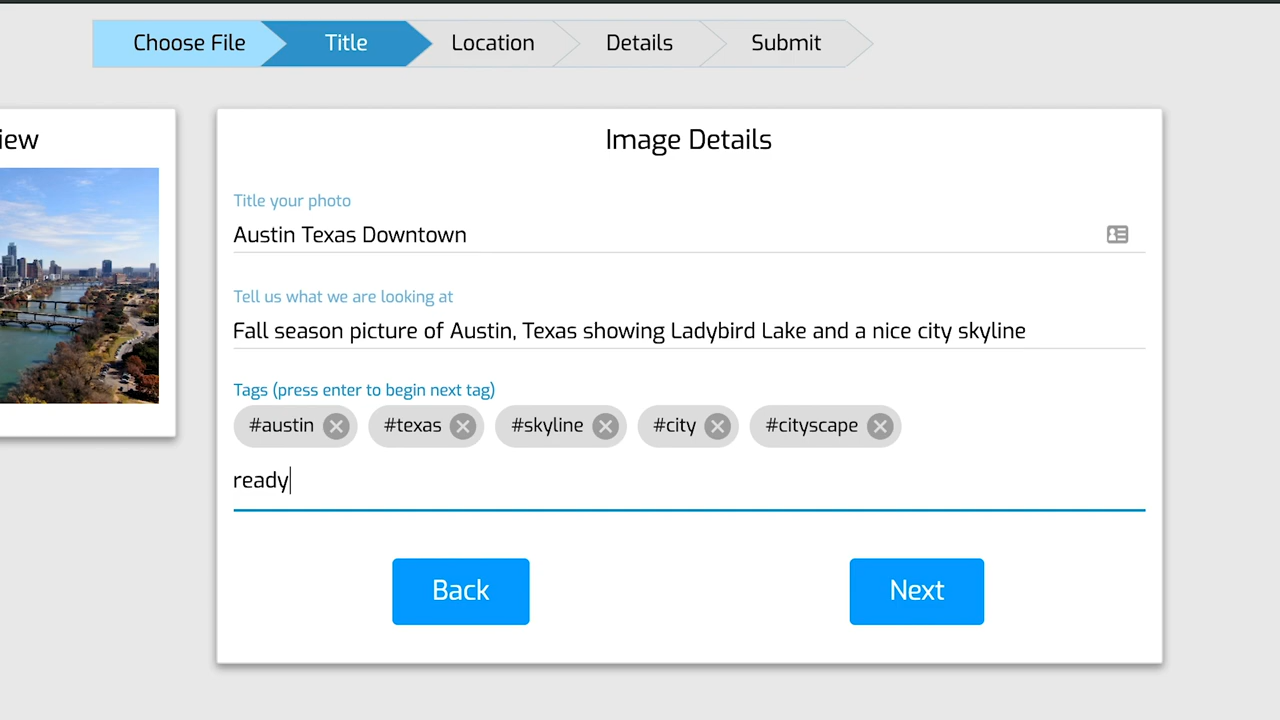 Choose File
Title
Location
Details
Submit
iew
Image Details
Title your photo
Austin Texas Downtown
Tell us what we are looking at
Fall season picture of Austin, Texas showing Ladybird Lake and a nice city skyline
Tags (press enter to begin next tag)
#austin #texas #skyline #city #cityscape
ready
Back
Next